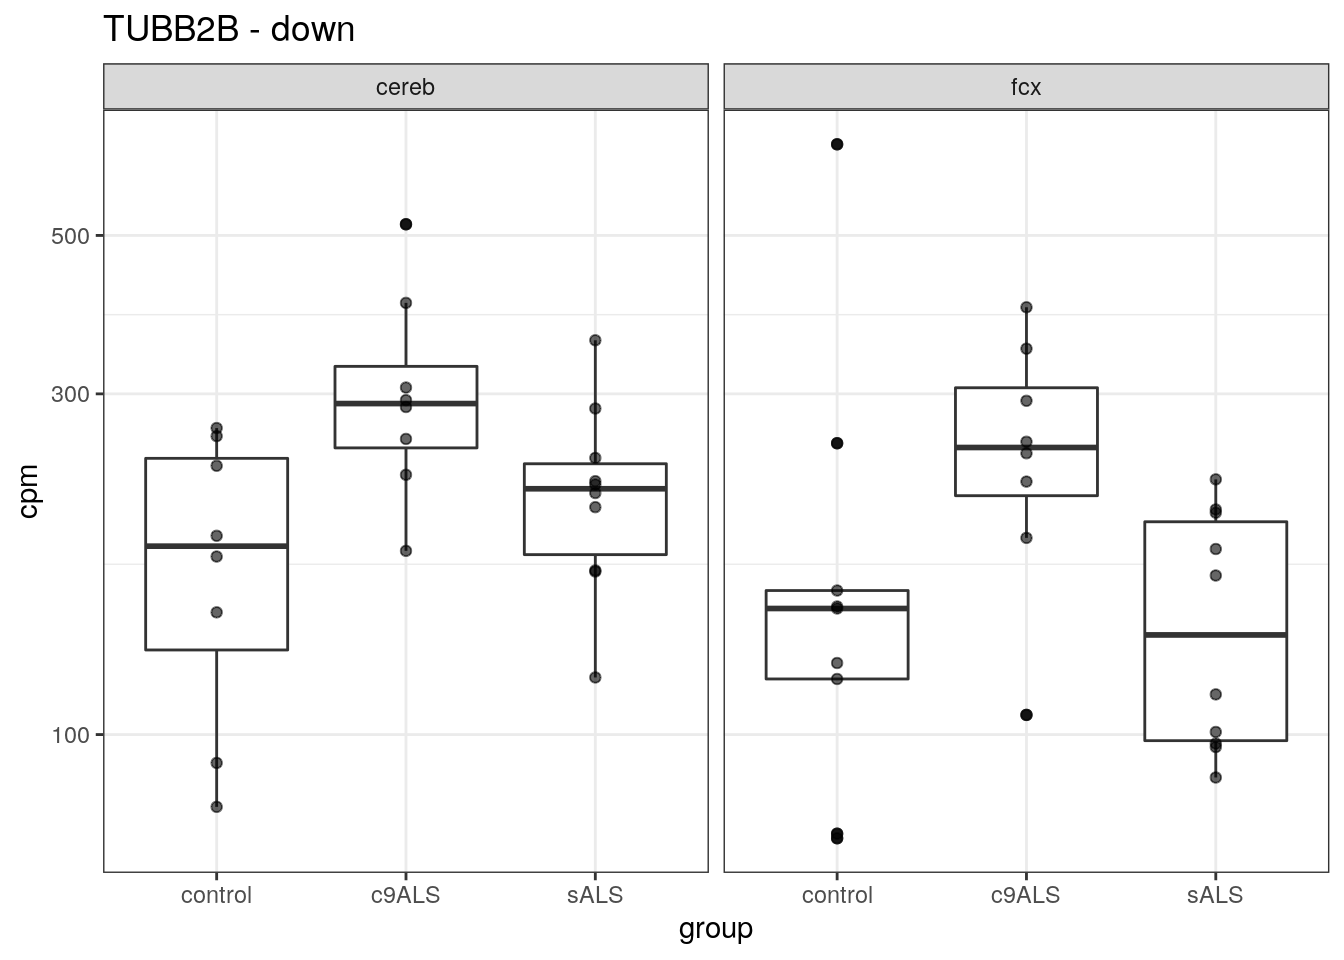 TUBB2B - down
cereb
fcx
cpm
500
300
100
control
c9ALS
sALS
control
c9ALS
sALS
group